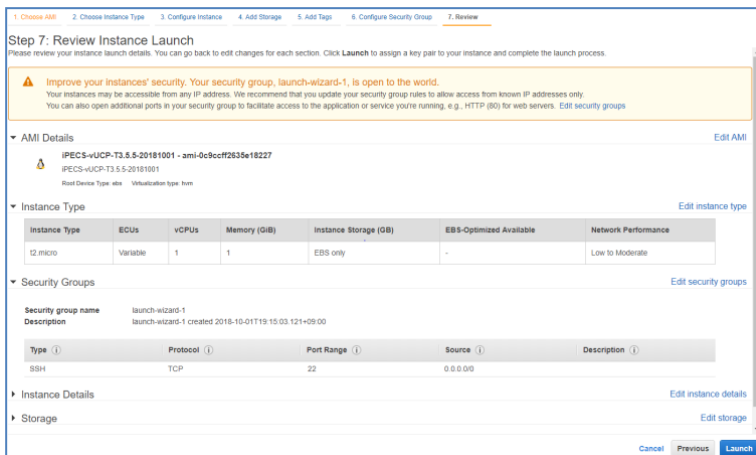 1. Choose AMI 2. Choose Instance Type 3. Configure Instance 4. Add Storage 5. Add Tags 6. Configure Security Group 7. Review
Step 7: Review Instance Launch
Please review your instance launch details. You can go back to edit changes for each section. Click Launch to assign a key pair to your instance and complete the launch process.
Improve your instances' security. Your security group, launch-wizard-1, is open to the world.
Your instances may be accessible from any IP address. We recommend that you update your security group rules to allow access from known IP addresses only.
You can also open additional ports in your security group to facilitate access to the application or service you're running, e.g., HTTP (80) for web servers. Edit security groups
AMI Details Edit AMI
iPECS-vUCP-T3.5.5-20181001 - ami-0c9ccff2635e18227
iPECS-vUCP-T3.5.5-20181001
Root Device Type: ebs Virtualization type: hvm
Instance Type Edit instance type
Instance Type ECUs vCPUs Memory (GiB) Instance Storage (GB) EBS-Optimized Available Network Performance
t2.micro Variable 1 1 EBS only - Low to Moderate
Security Groups Edit security groups
Security group name launch-wizard-1
Description launch-wizard-1 created 2018-10-01T19:15:03.121+09:00
Type Protocol Port Range Source Description
SSH TCP 22 0.0.0.0/0
Instance Details Edit instance details
Storage Edit storage
Cancel Previous Launch